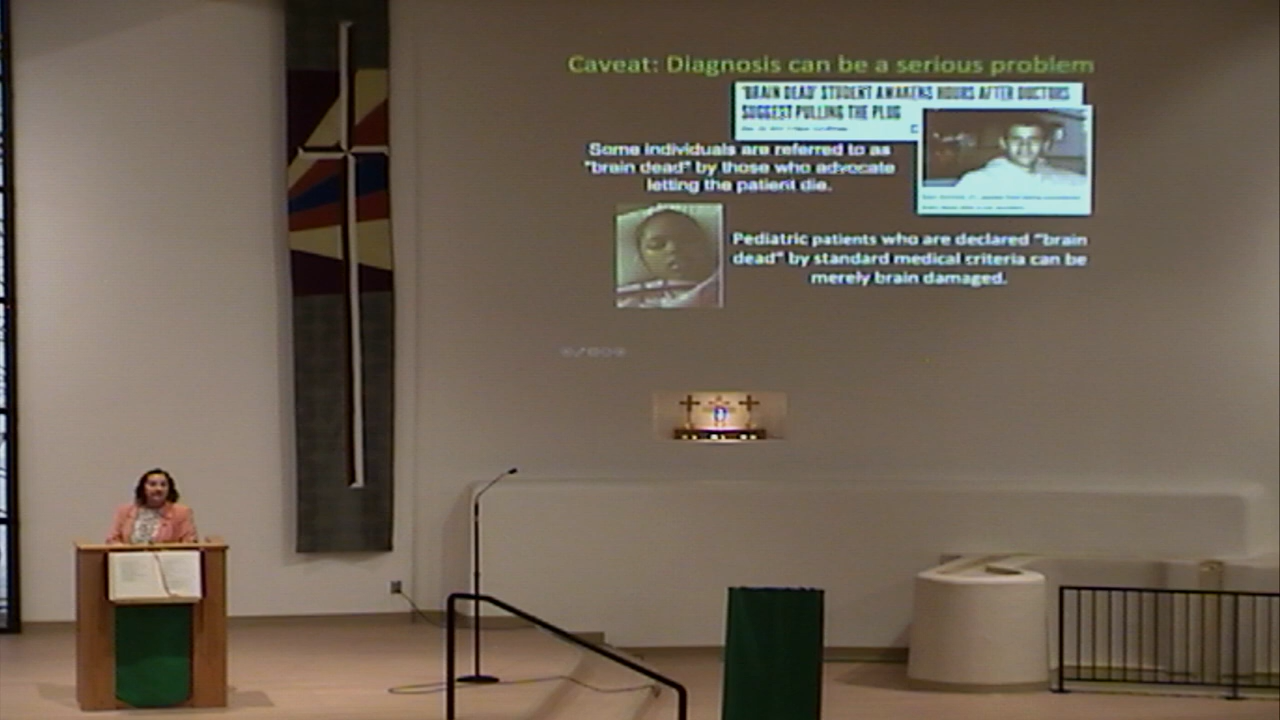 Caveat: Diagnosis can be a serious problem
'BRAIN DEAD' STUDENT AWAKENS HOURS AFTER DOCTORS
SUGGEST PULLING THE PLUG
Some individuals are referred to as
"brain dead" by those who advocate
letting the patient die.
Pediatric patients who are declared "brain
dead" by standard medical criteria can be
merely brain damaged.